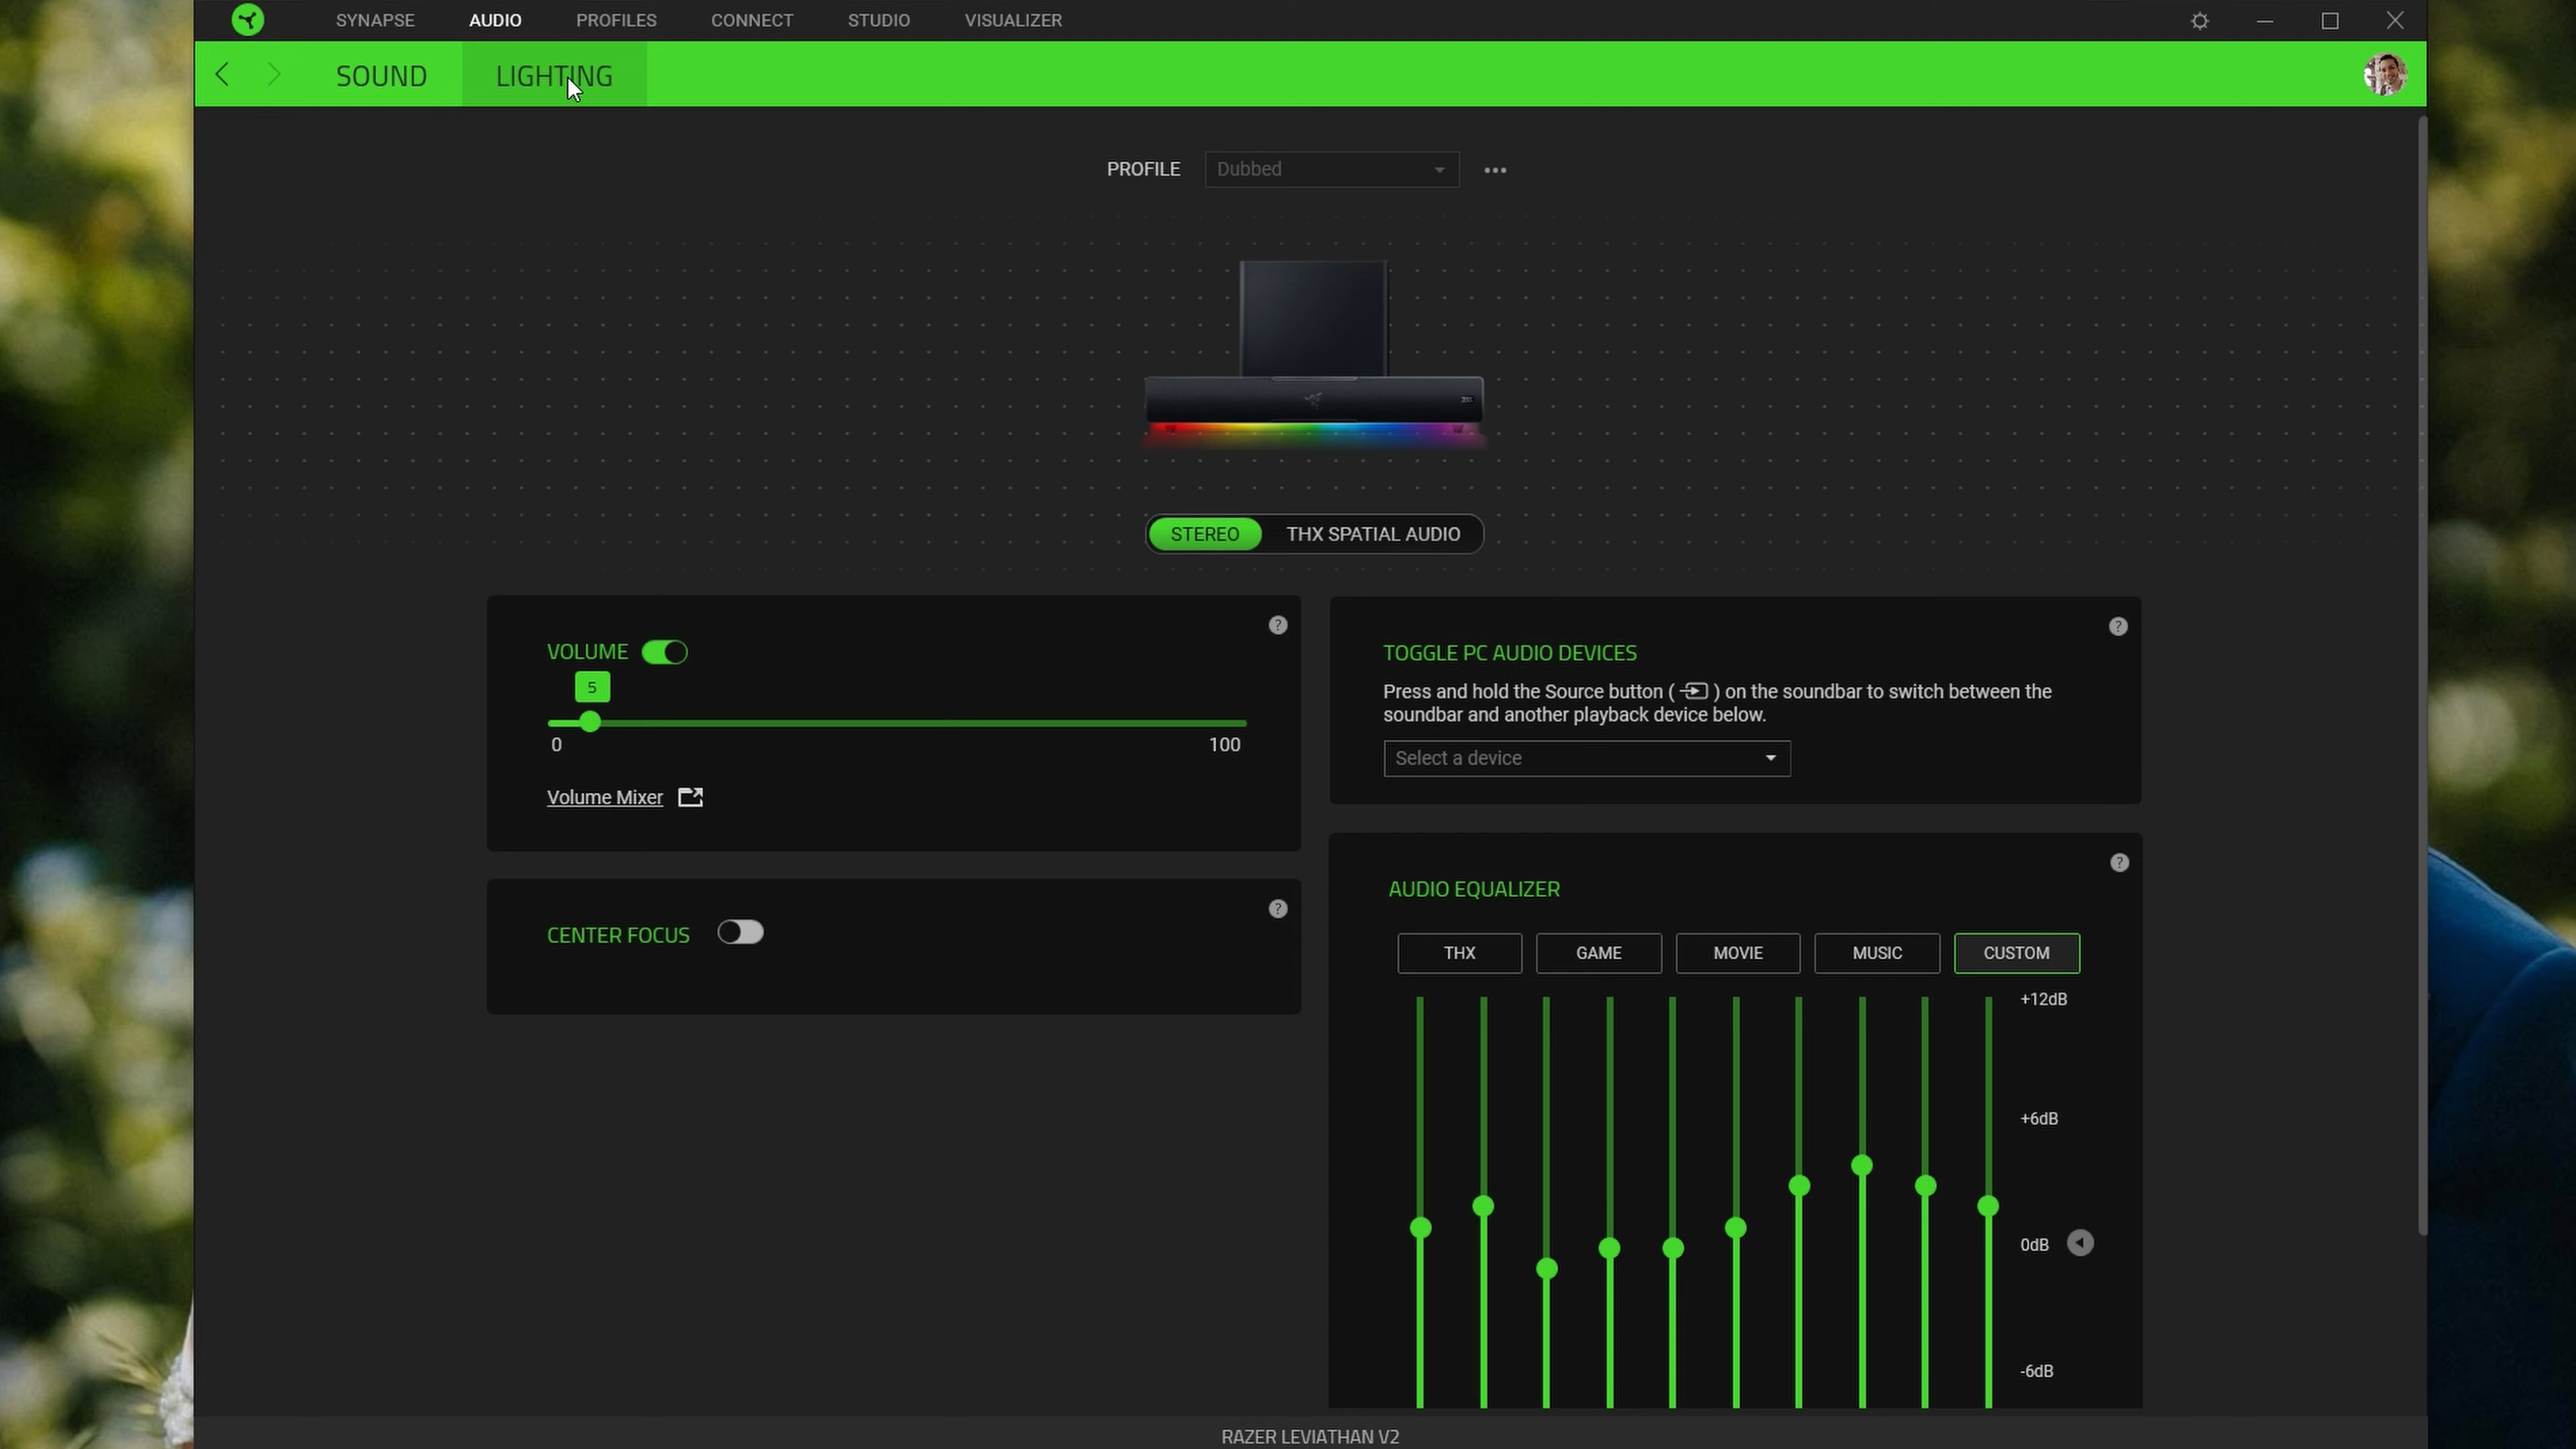 SYNAPSE AUDIO PROFILES CONNECT STUDIO VISUALIZER
SOUND LIGHTING
PROFILE Dubbed
STEREO THX SPATIAL AUDIO
VOLUME
5
0 100
Volume Mixer
CENTER FOCUS
TOGGLE PC AUDIO DEVICES
Press and hold the Source button ( ) on the soundbar to switch between the
soundbar and another playback device below.
Select a device
AUDIO EQUALIZER
THX GAME MOVIE MUSIC CUSTOM
+12dB
+6dB
0dB
-6dB
RAZER LEVIATHAN V2